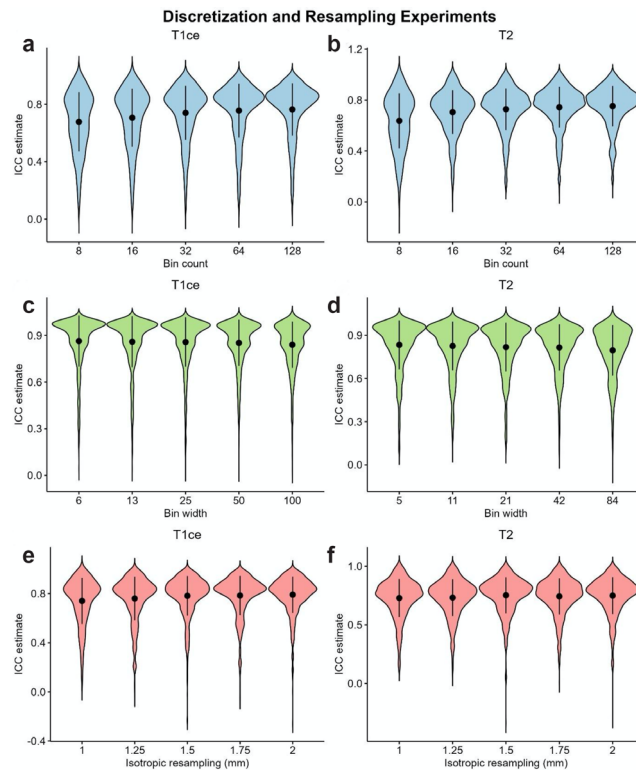 Discretization and Resampling Experiments
a
T1ce
ICC estimate
0.8
0.4
0.0
8 16 32 64 128
Bin count
b
T2
ICC estimate
1.2
0.8
0.4
0.0
8 16 32 64 128
Bin count
c
T1ce
ICC estimate
0.9
0.6
0.3
0.0
6 13 25 50 100
Bin width
d
T2
ICC estimate
0.9
0.6
0.3
0.0
5 11 21 42 84
Bin width
e
T1ce
ICC estimate
0.8
0.4
0.0
-0.4
1 1.25 1.5 1.75 2
Isotropic resampling (mm)
f
T2
ICC estimate
1.0
0.5
0.0
1 1.25 1.5 1.75 2
Isotropic resampling (mm)